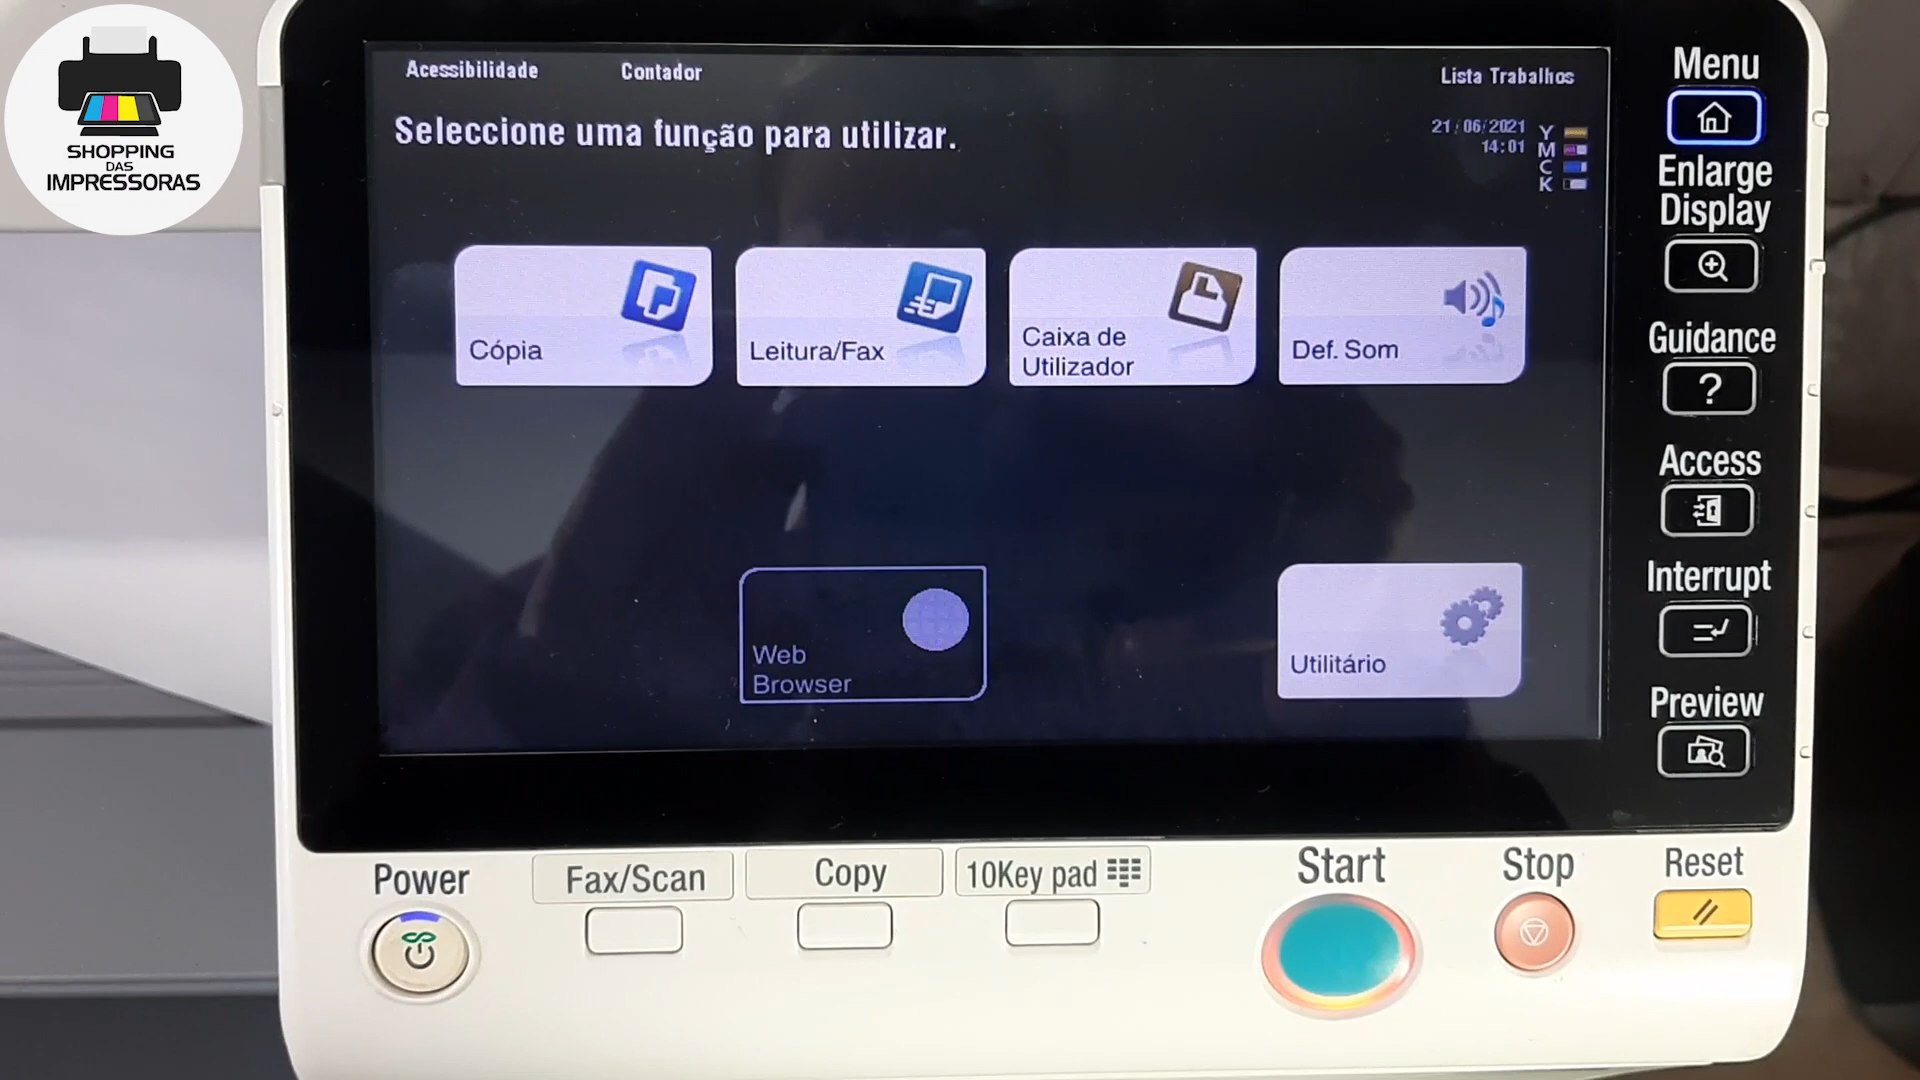 SHOPPING
DAS
IMPRESSORAS
Acessibilidade
Contador
Lista Trabalhos
Seleccione uma função para utilizar.
21/06/2021
14:01
Y
M
C
K
Cópia
Leitura/Fax
Caixa de
Utilizador
Def. Som
Web
Browser
Utilitário
Menu
Enlarge
Display
Guidance
?
Access
Interrupt
Preview
Power
Fax/Scan
Copy
10Key pad
Start
Stop
Reset